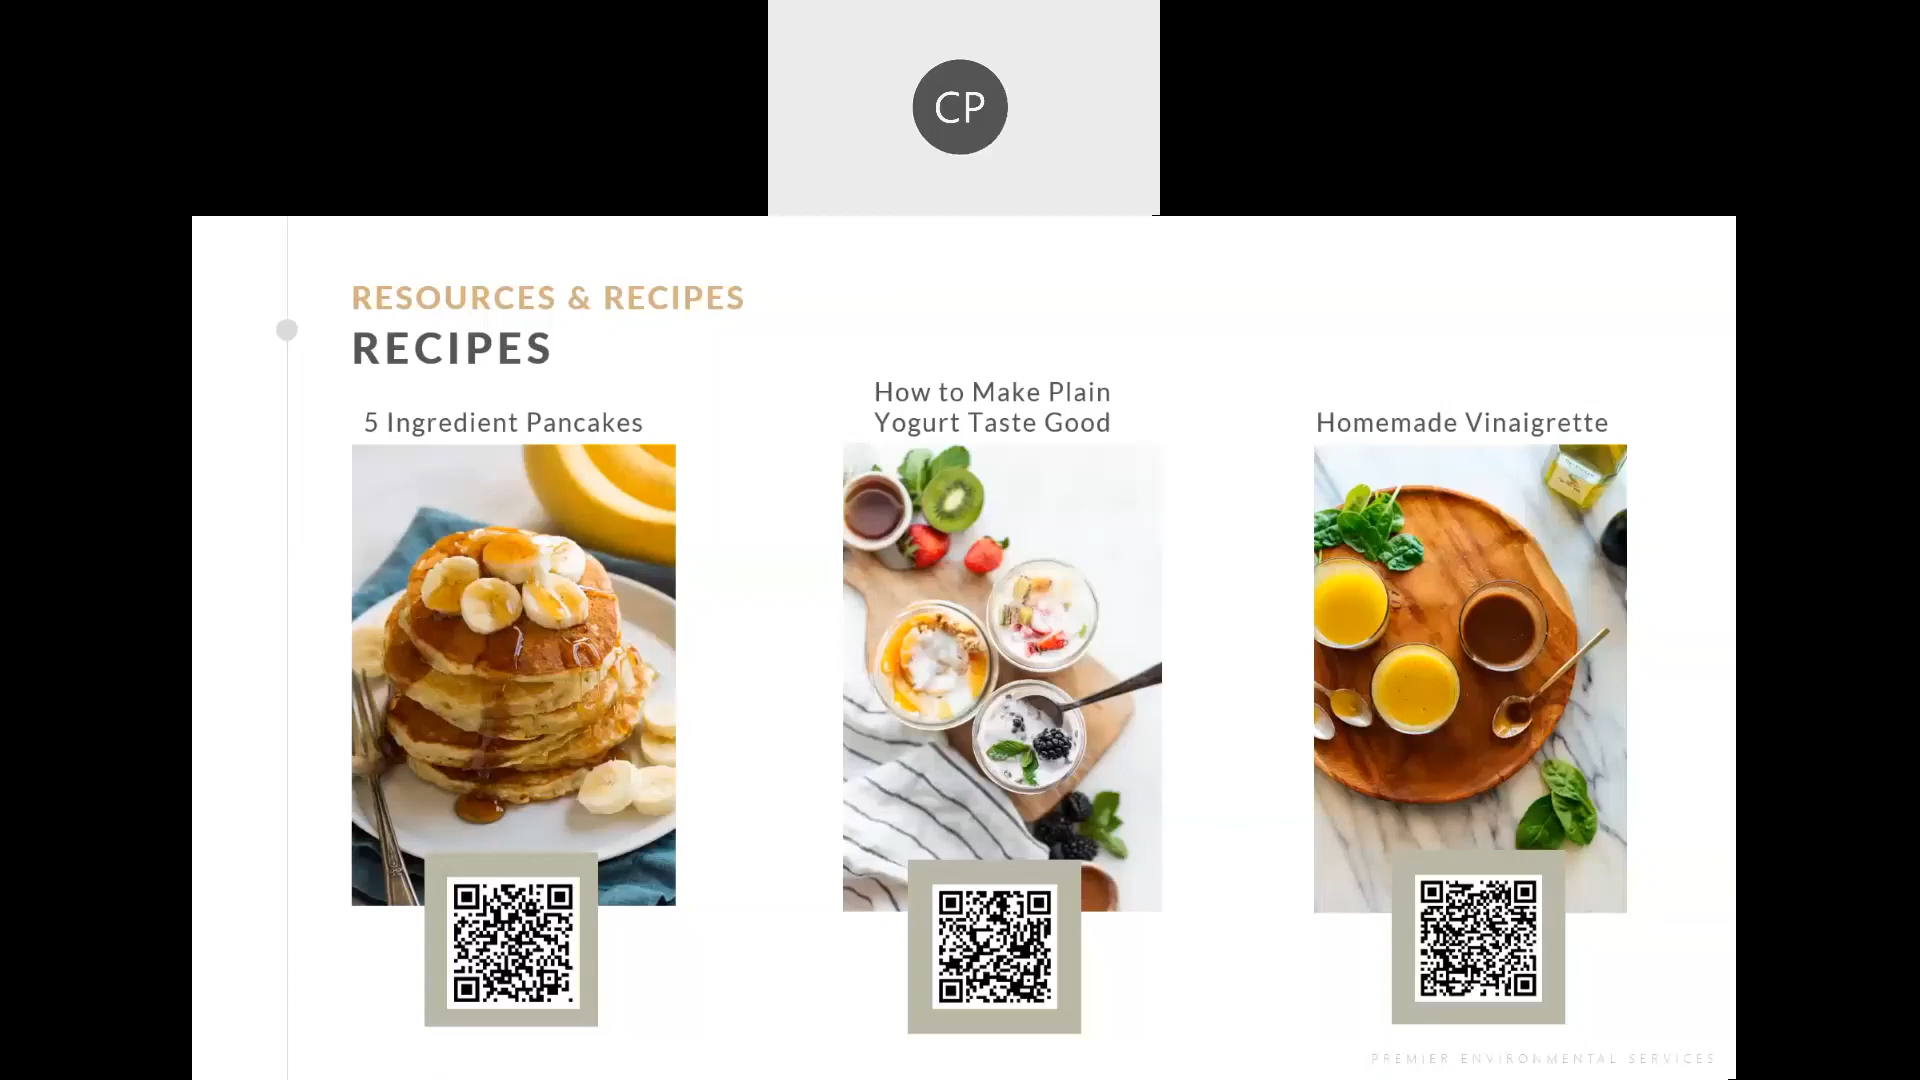 CP
RESOURCES & RECIPES
RECIPES
5 Ingredient Pancakes
How to Make Plain
Yogurt Taste Good
Homemade Vinaigrette
PREMIER ENVIRONMENTAL SERVICES